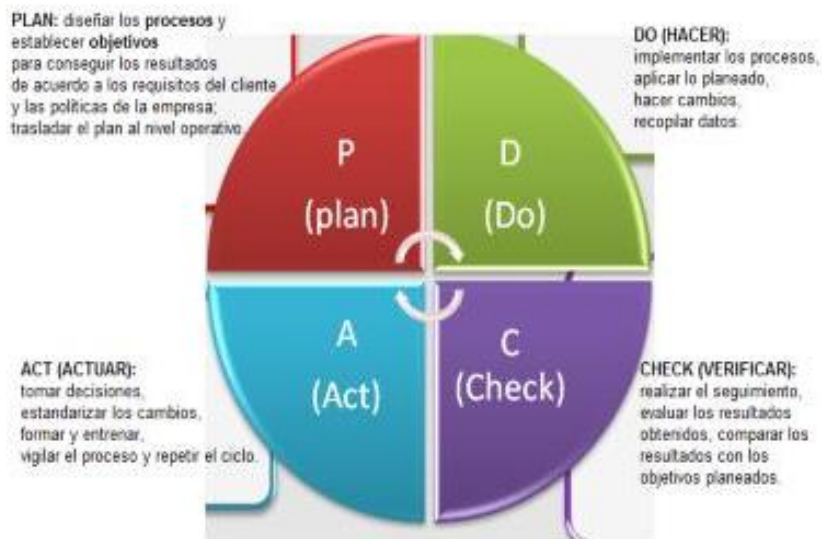 PLAN: diseñar los procesos y
establecer objetivos
para conseguir los resultados
de acuerdo a los requisitos del cliente
y las políticas de la empresa;
trasladar el plan al nivel operativo.
DO (HACER):
implementar los procesos,
aplicar lo planeado,
hacer cambios,
recopilar datos.
P
(plan)
D
(Do)
A
(Act)
C
(Check)
ACT (ACTUAR):
tomar decisiones,
estandarizar los cambios,
formar y entrenar,
vigilar el proceso y repetir el ciclo.
CHECK (VERIFICAR):
realizar el seguimiento,
evaluar los resultados
obtenidos, comparar los
resultados con los
objetivos planeados.